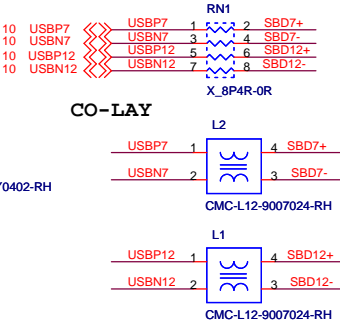 RN1
10 USBP7 USBP7 1 2 SBD7+
10 USBN7 USBN7 3 4 SBD7-
10 USBP12 USBP12 5 6 SBD12+
10 USBN12 USBN12 7 8 SBD12-
X_8P4R-0R
CO-LAY
L2
USBP7 1 4 SBD7+
USBN7 2 3 SBD7-
0402-RH
CMC-L12-9007024-RH
L1
USBP12 1 4 SBD12+
USBN12 2 3 SBD12-
CMC-L12-9007024-RH